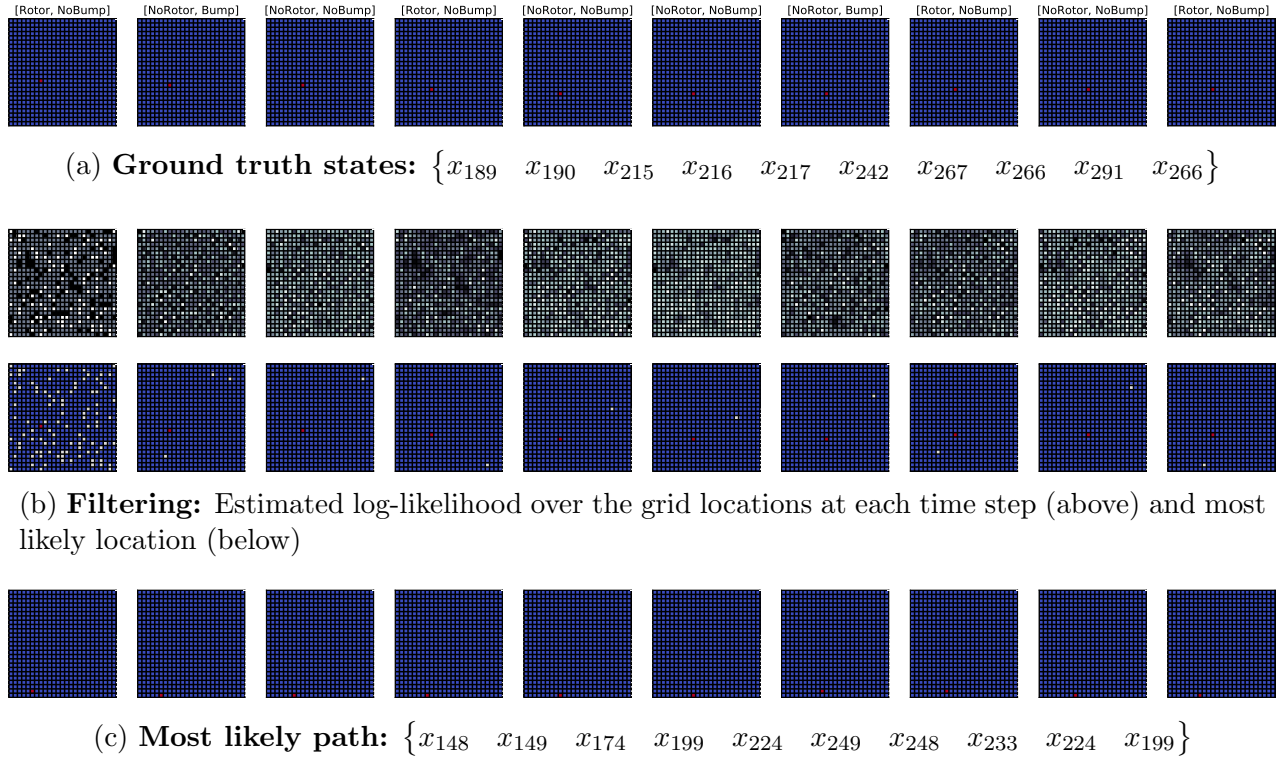 [Rotor, NoBump] [NoRotor, Bump] [NoRotor, NoBump] [Rotor, NoBump] [NoRotor, NoBump] [NoRotor, NoBump] [NoRotor, Bump] [Rotor, NoBump] [NoRotor, NoBump] [Rotor, NoBump]
(a) Ground truth states: {x189 x190 x215 x216 x217 x242 x267 x266 x291 x266}
(b) Filtering: Estimated log-likelihood over the grid locations at each time step (above) and most
likely location (below)
(c) Most likely path: {x148 x149 x174 x199 x224 x249 x248 x233 x224 x199}